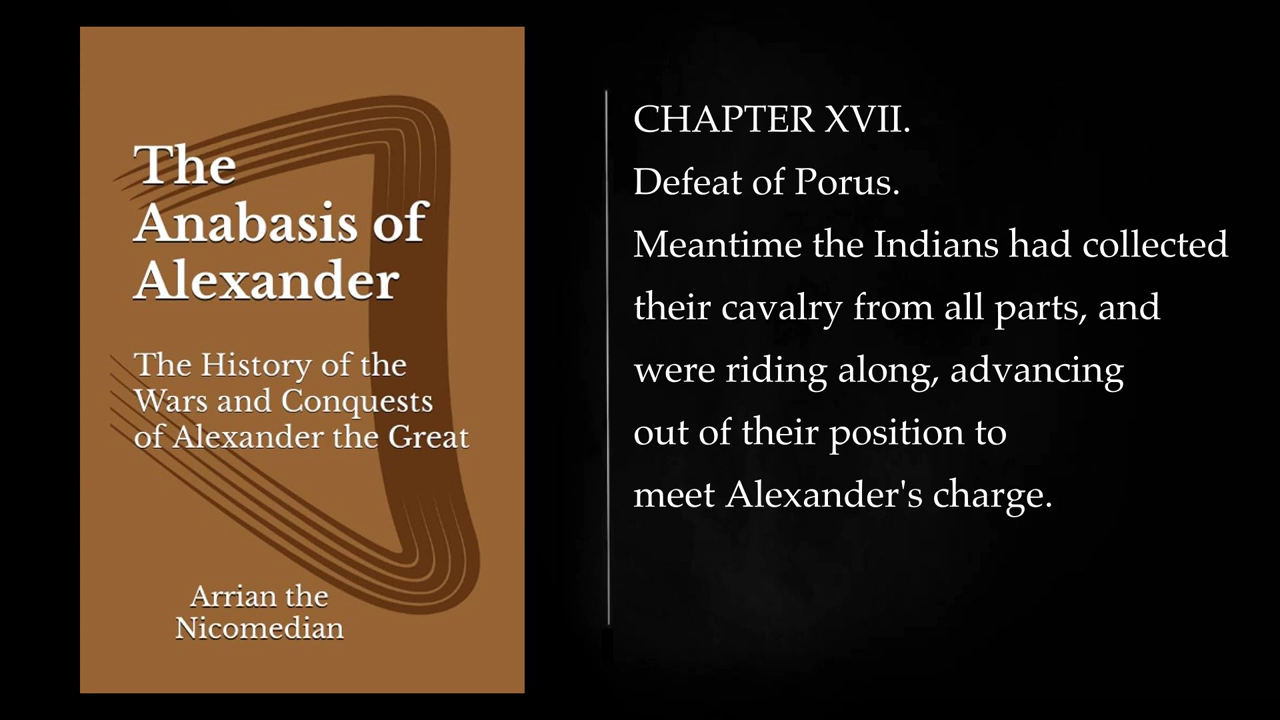 The
Anabasis of
Alexander
The History of the
Wars and Conquests
of Alexander the Great
Arrian the
Nicomedian
CHAPTER XVII.
Defeat of Porus.
Meantime the Indians had collected
their cavalry from all parts, and
were riding along, advancing
out of their position to
meet Alexander's charge.